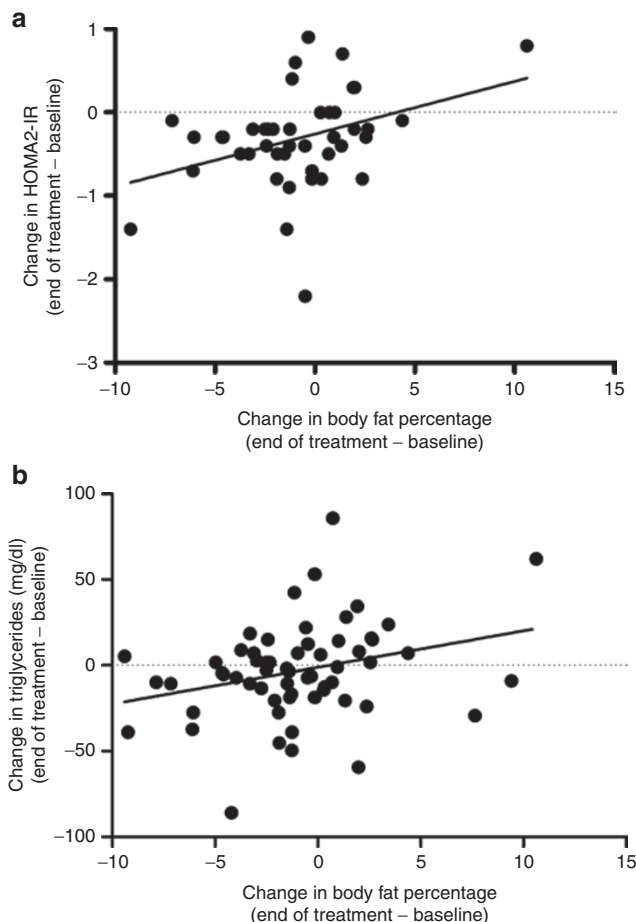 a
Change in HOMA2-IR
(end of treatment – baseline)
1
0
–1
–2
–3
–10
–5
0
5
10
15
Change in body fat percentage
(end of treatment – baseline)
b
Change in triglycerides (mg/dl)
(end of treatment – baseline)
100
50
0
–50
–100
–10
–5
0
5
10
15
Change in body fat percentage
(end of treatment – baseline)